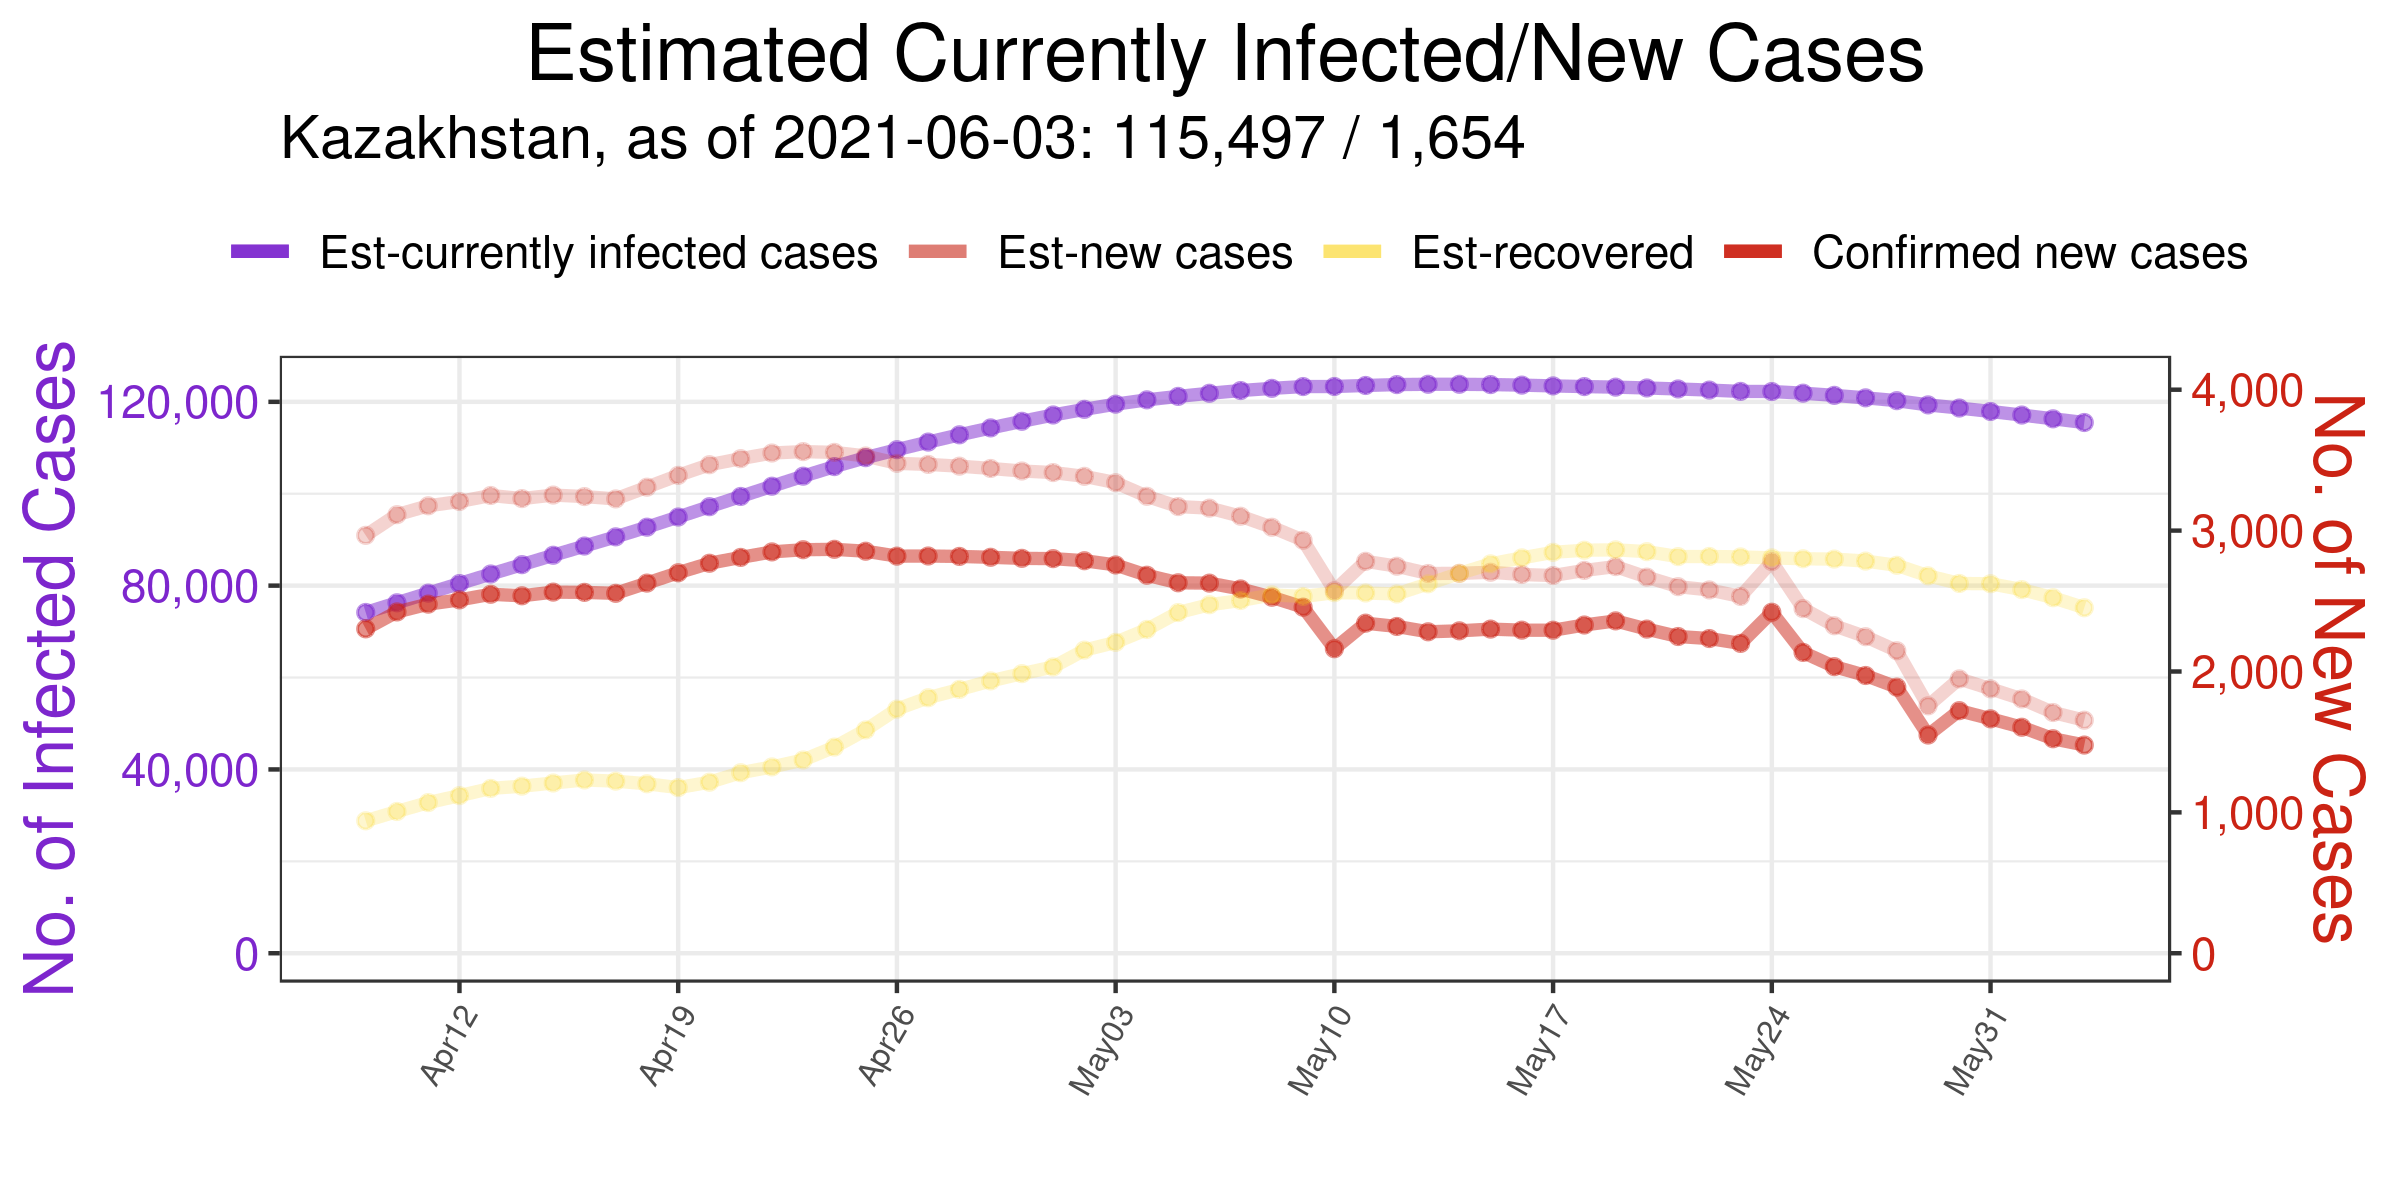 Estimated Currently Infected/New Cases
Kazakhstan, as of 2021-06-03: 115,497 / 1,654
Est-currently infected cases Est-new cases Est-recovered Confirmed new cases
No. of Infected Cases
120,000
80,000
40,000
0
4,000
3,000
2,000
1,000
0
No. of New Cases
Apr12 Apr19 Apr26 May03 May10 May17 May24 May31